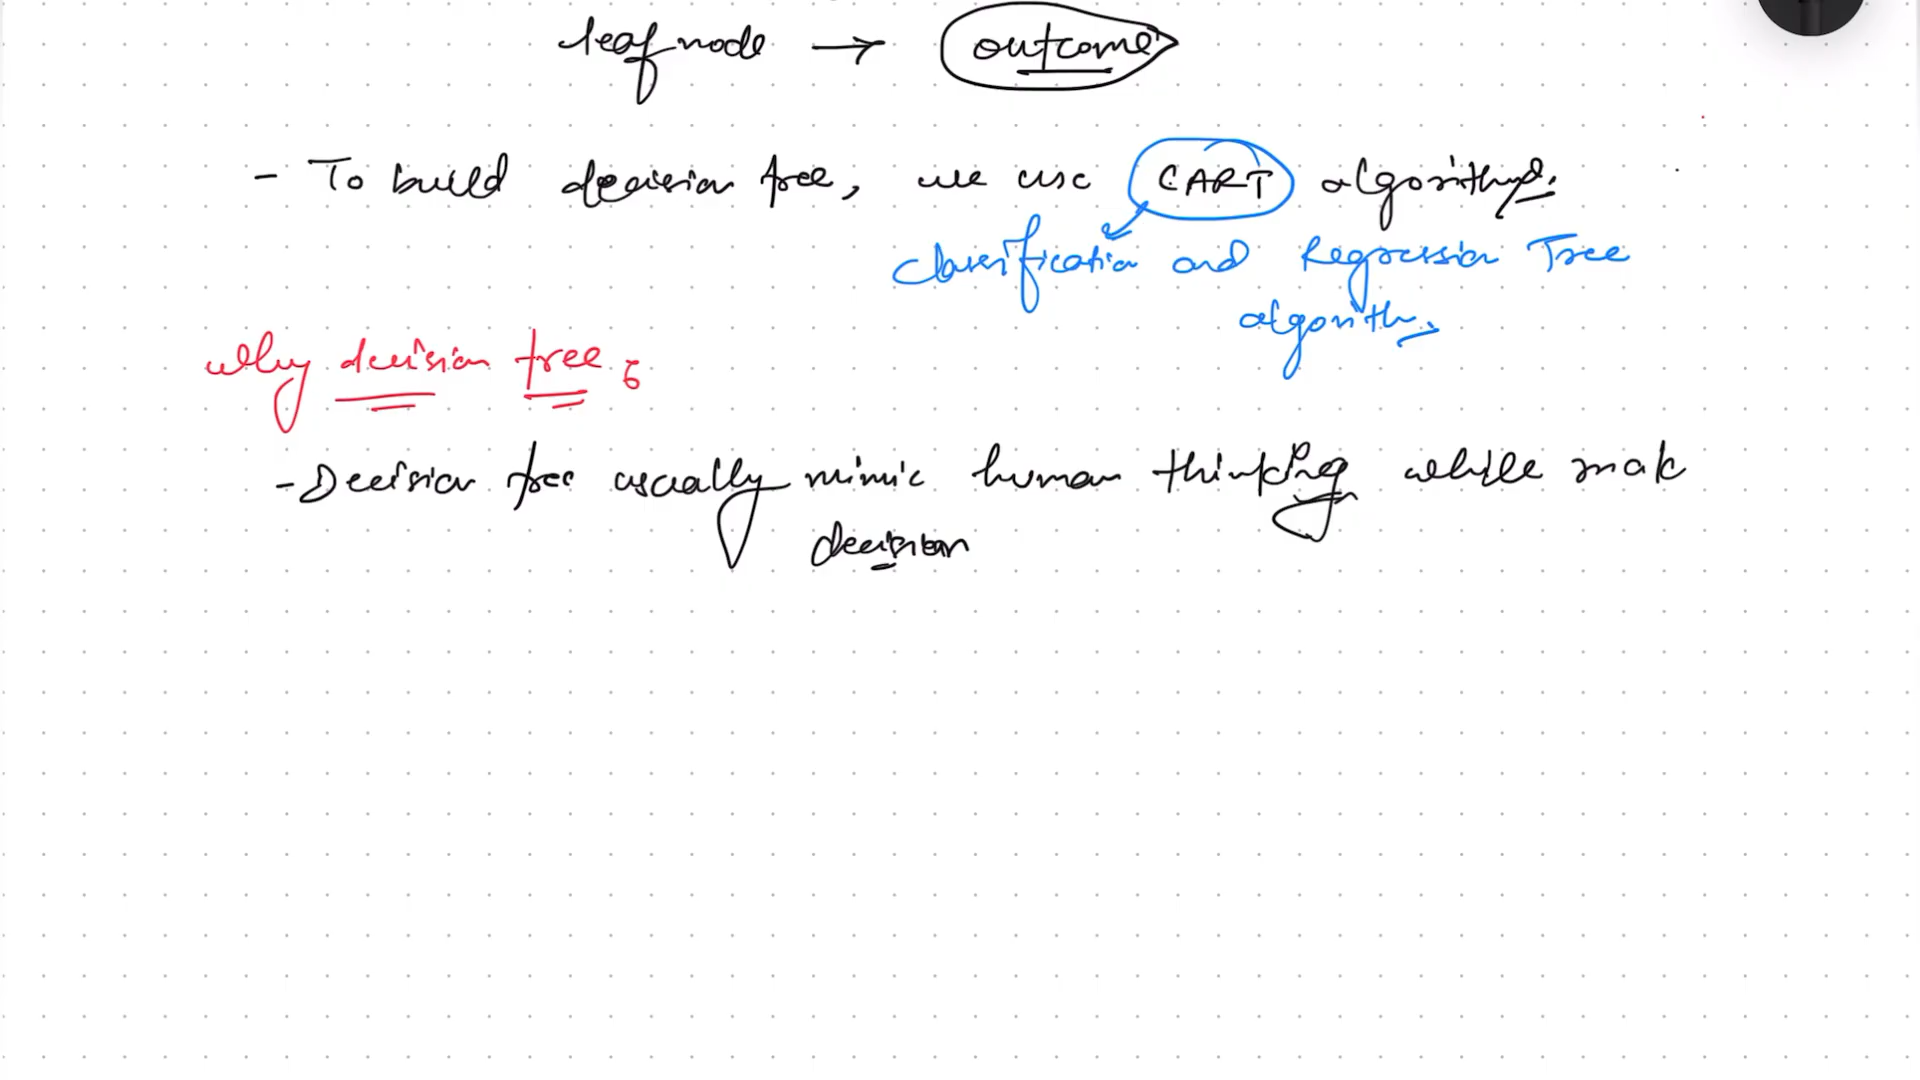 leaf node → outcome
- To build decision tree, we use CART algorithm.
Classification and Regression Tree
algorith.
why decision tree
- Decision tree usually mimic human thinking while mak
decision